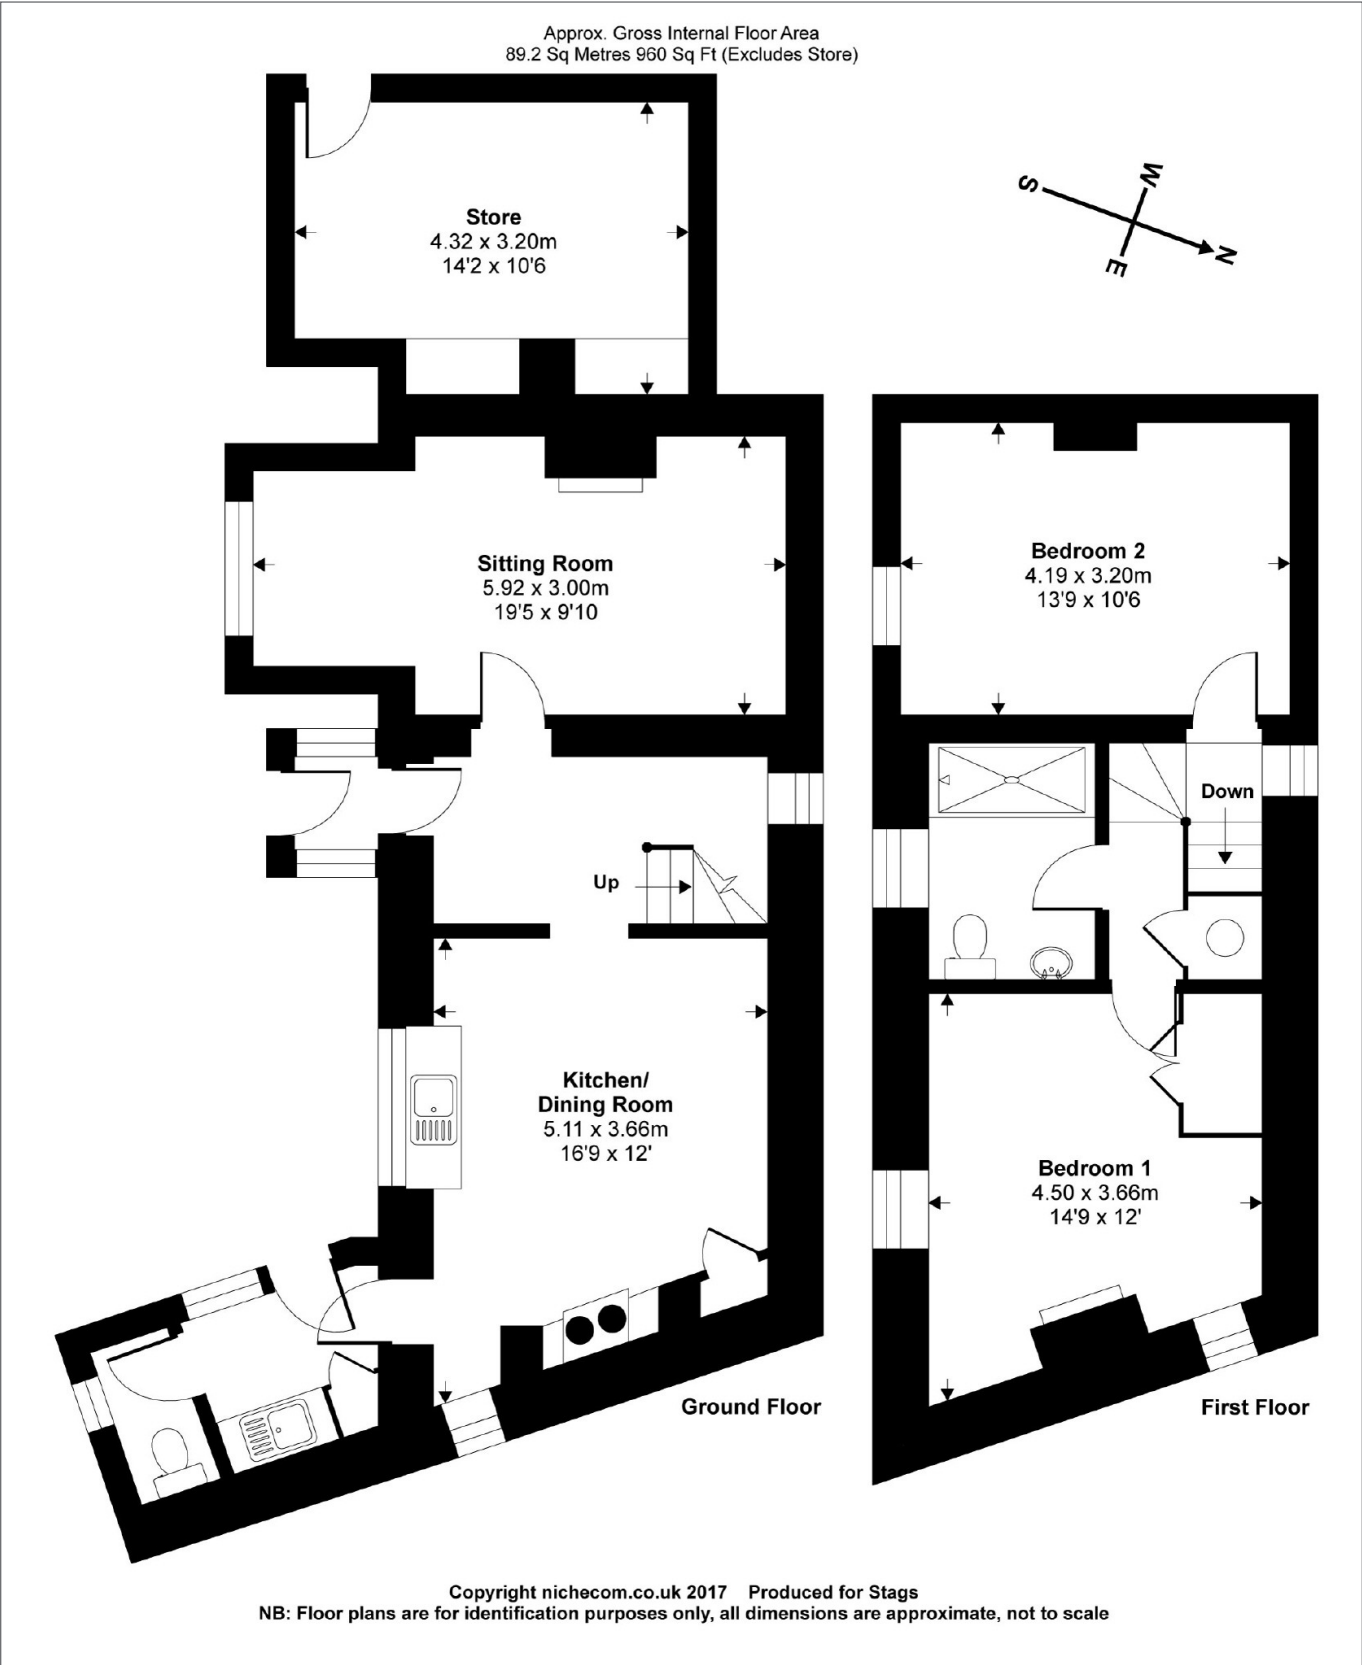 Approx. Gross Internal Floor Area
89.2 Sq Metres 960 Sq Ft (Excludes Store)
Store
4.32 x 3.20m
14'2 x 10'6
S
W
N
E
Sitting Room
5.92 x 3.00m
19'5 x 9'10
Bedroom 2
4.19 x 3.20m
13'9 x 10'6
Down
Up
Kitchen/
Dining Room
5.11 x 3.66m
16'9 x 12'
Bedroom 1
4.50 x 3.66m
14'9 x 12'
Ground Floor
First Floor
Copyright nichecom.co.uk 2017 Produced for Stags
NB: Floor plans are for identification purposes only, all dimensions are approximate, not to scale